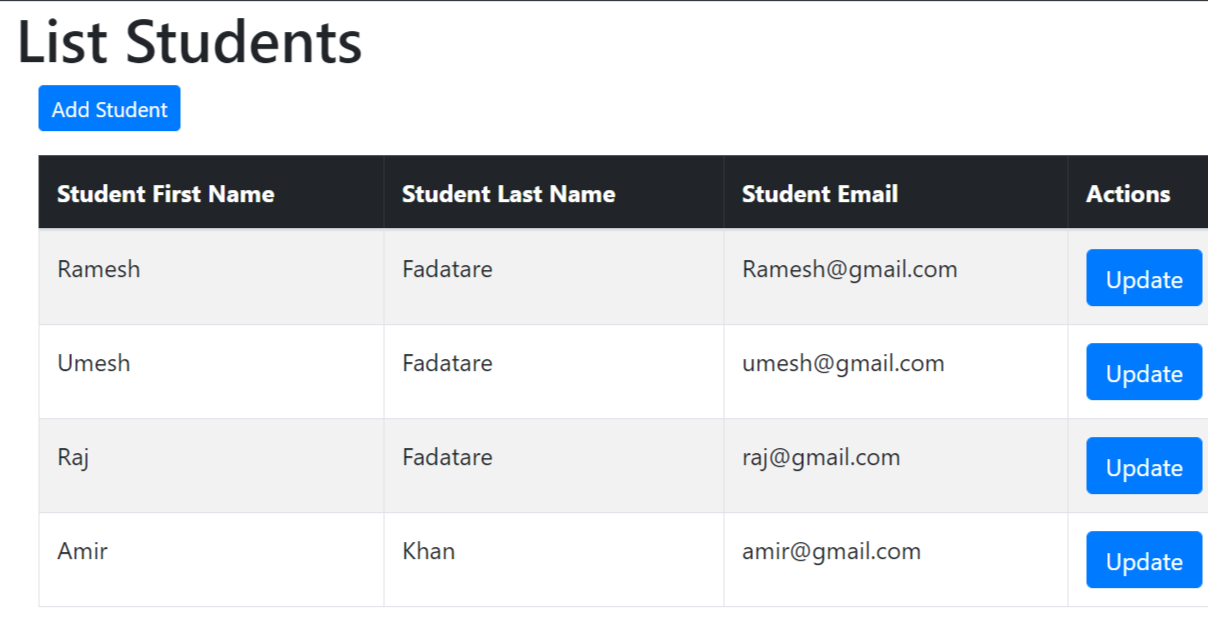 List Students
Add Student
Student First Name Student Last Name Student Email Actions
Ramesh Fadatare Ramesh@gmail.com Update
Umesh Fadatare umesh@gmail.com Update
Raj Fadatare raj@gmail.com Update
Amir Khan amir@gmail.com Update